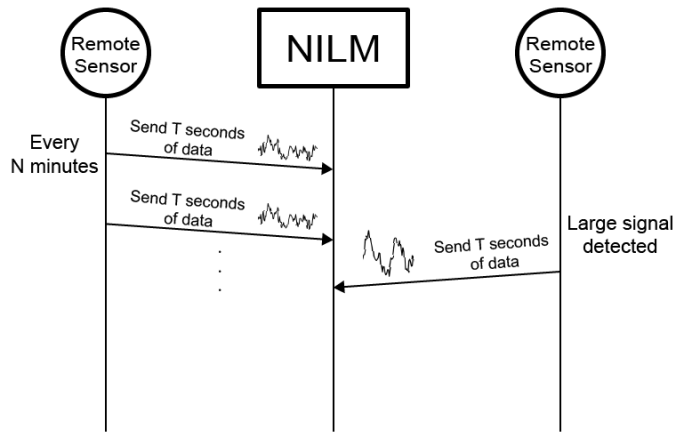 Remote
Sensor
NILM
Remote
Sensor
Every
N minutes
Send T seconds
of data
Send T seconds
of data
Large signal
detected
Send T seconds
of data